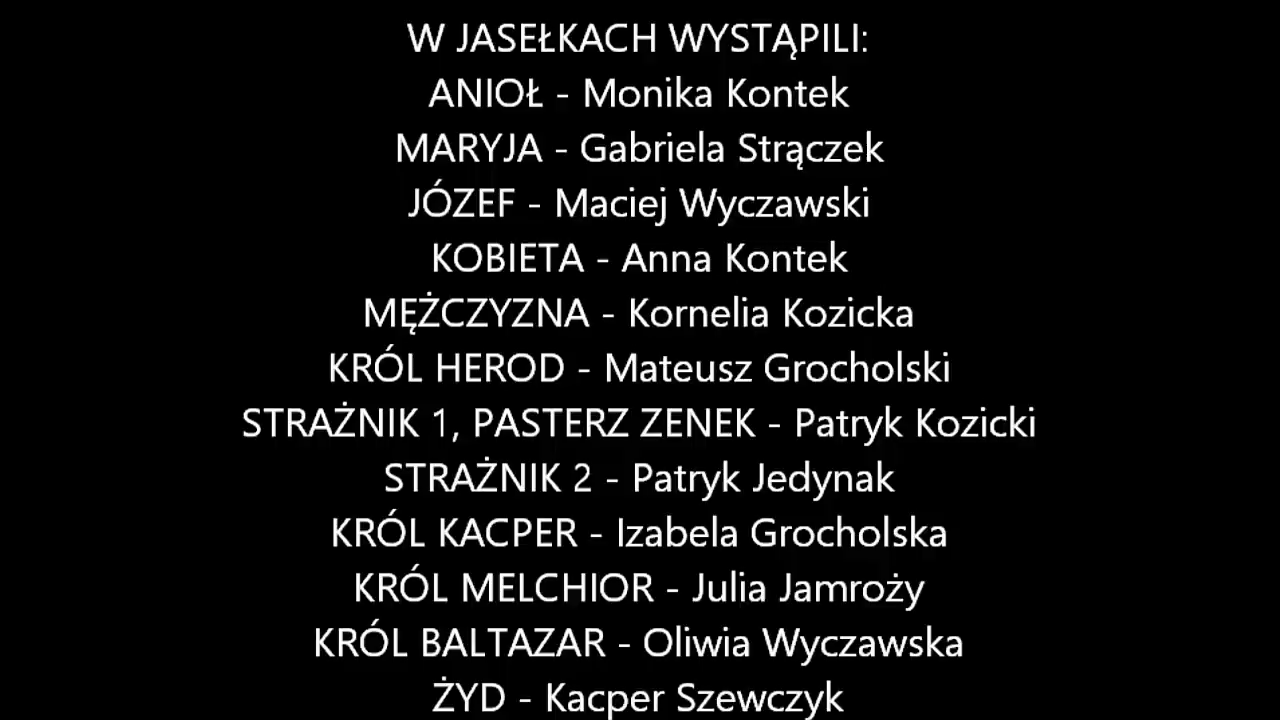 W JASEŁKACH WYSTĄPILI:
ANIOŁ - Monika Kontek
MARYJA - Gabriela Strączek
JÓZEF - Maciej Wyczawski
KOBIETA - Anna Kontek
MĘŻCZYZNA - Kornelia Kozicka
KRÓL HEROD - Mateusz Grocholski
STRAŻNIK 1, PASTERZ ZENEK - Patryk Kozicki
STRAŻNIK 2 - Patryk Jedynak
KRÓL KACPER - Izabela Grocholska
KRÓL MELCHIOR - Julia Jamroży
KRÓL BALTAZAR - Oliwia Wyczawska
ŻYD - Kacper Szewczyk